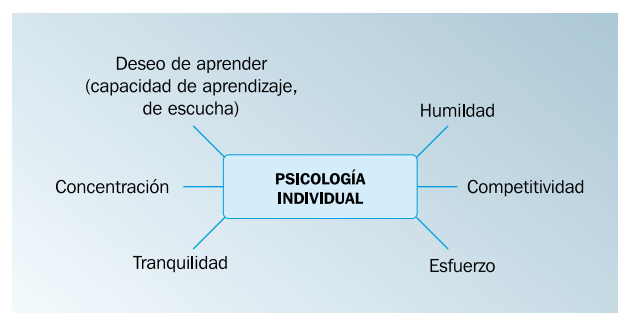 Deseo de aprender
(capacidad de aprendizaje,
de escucha)
Humildad
Concentración
PSICOLOGÍA
INDIVIDUAL
Competitividad
Tranquilidad
Esfuerzo